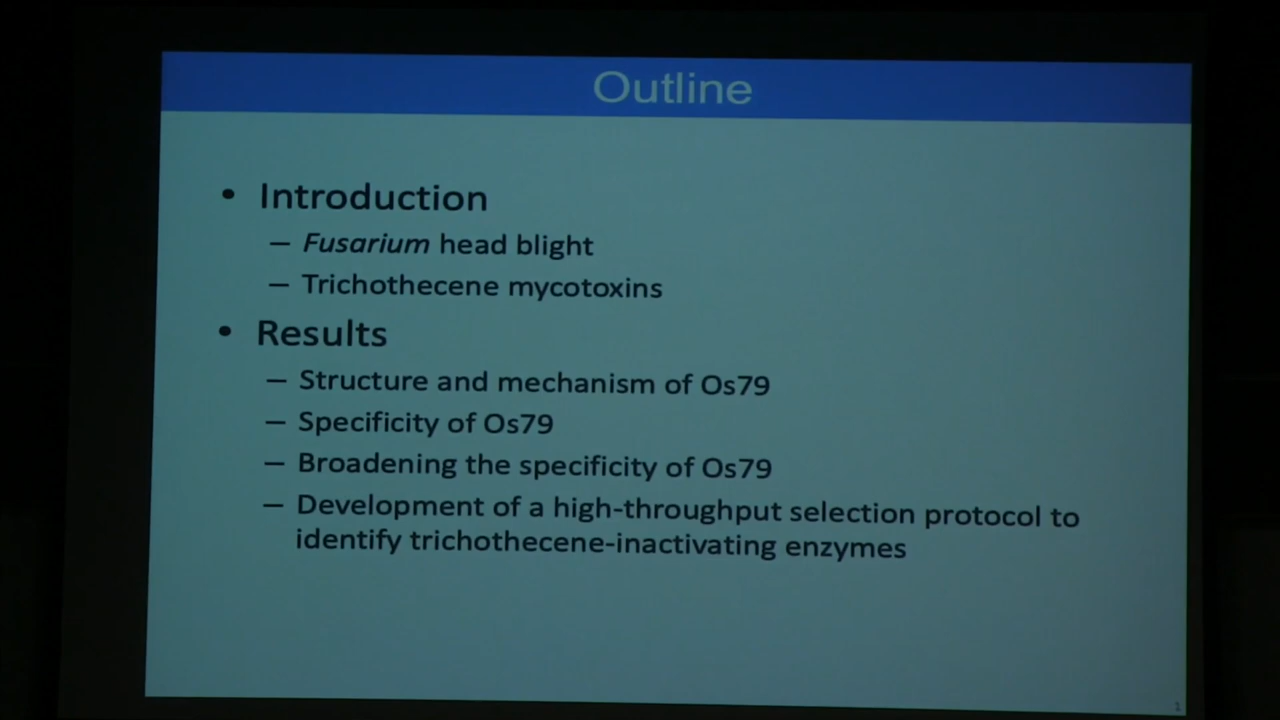 Outline
• Introduction
– Fusarium head blight
– Trichothecene mycotoxins
• Results
– Structure and mechanism of Os79
– Specificity of Os79
– Broadening the specificity of Os79
– Development of a high-throughput selection protocol to
identify trichothecene-inactivating enzymes
1